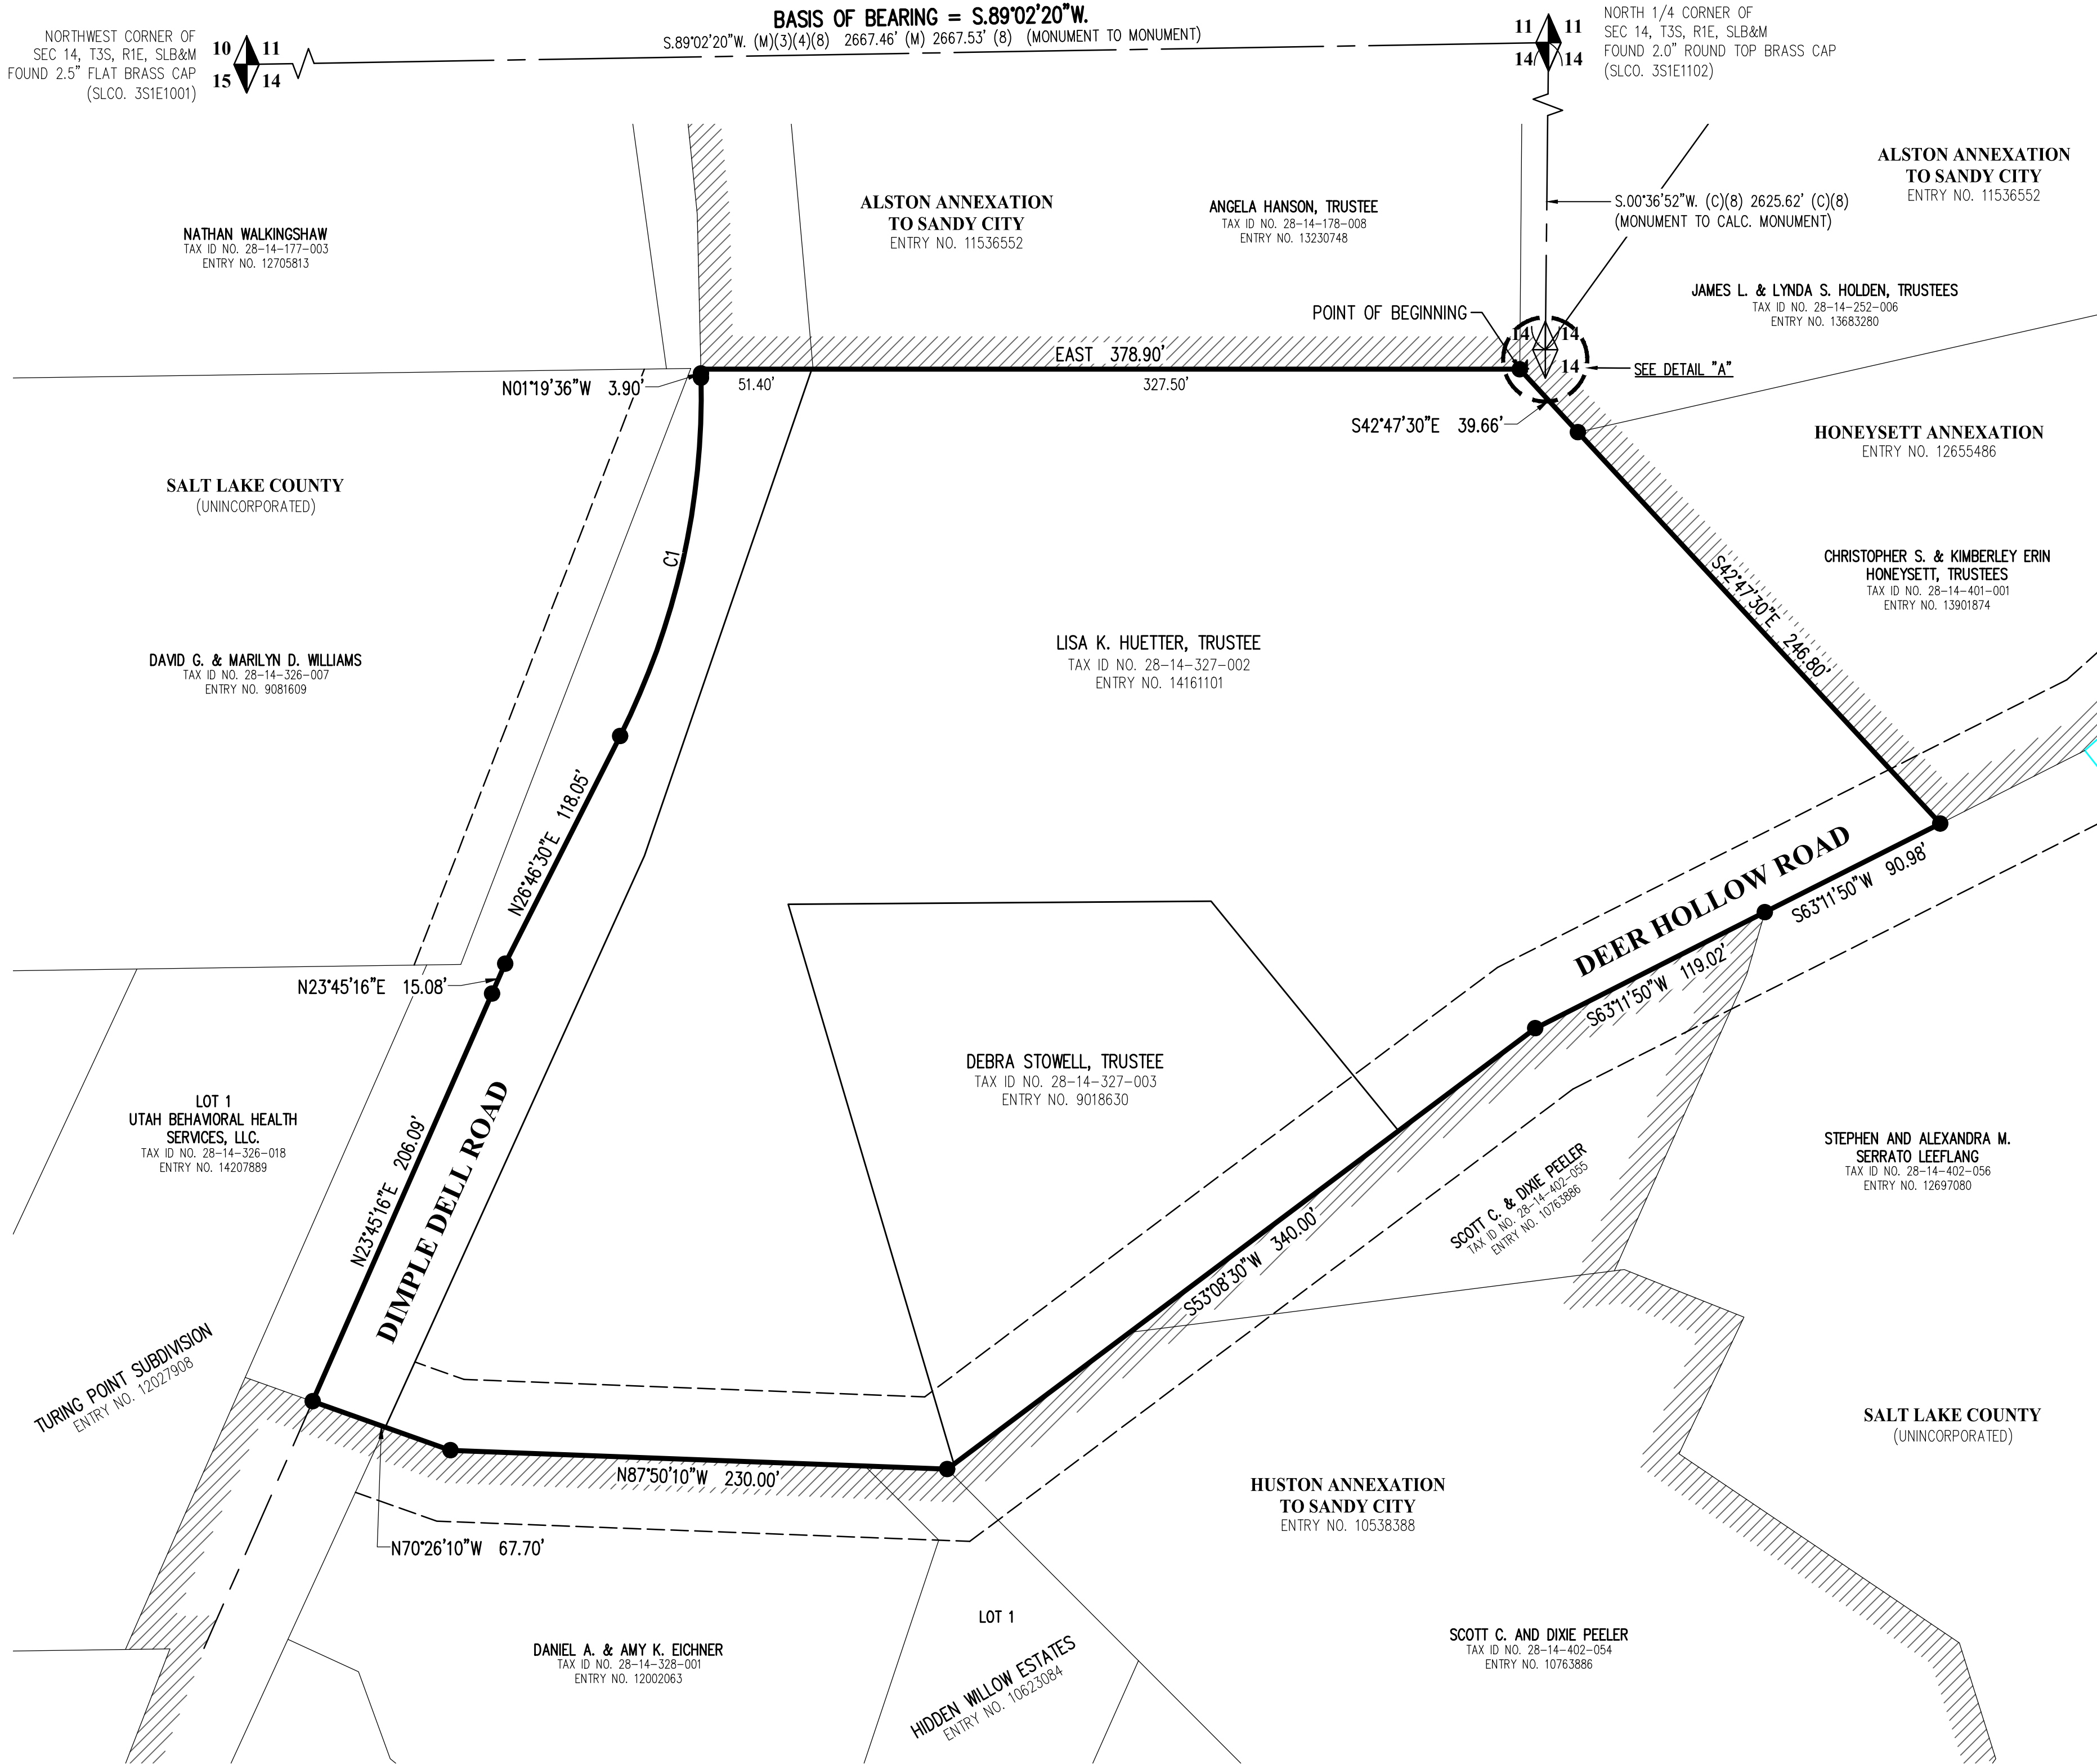 BASIS OF BEARING = S.89°02'20"W.
S.89°02'20"W. (M)(3)(4)(8) 2667.46' (M) 2667.53' (8) (MONUMENT TO MONUMENT)
NORTHWEST CORNER OF
SEC 14, T3S, R1E, SLB&M
FOUND 2.5" FLAT BRASS CAP
(SLCO. 3S1E1001)
10 11
15 14
11 11
14 14
NORTH 1/4 CORNER OF
SEC 14, T3S, R1E, SLB&M
FOUND 2.0" ROUND TOP BRASS CAP
(SLCO. 3S1E1102)
ALSTON ANNEXATION
TO SANDY CITY
ENTRY NO. 11536552
S.00°36'52"W. (C)(8) 2625.62' (C)(8)
(MONUMENT TO CALC. MONUMENT)
NATHAN WALKINGSHAW
TAX ID NO. 28-14-177-003
ENTRY NO. 12705813
ALSTON ANNEXATION
TO SANDY CITY
ENTRY NO. 11536552
ANGELA HANSON, TRUSTEE
TAX ID NO. 28-14-178-008
ENTRY NO. 13230748
JAMES L. & LYNDA S. HOLDEN, TRUSTEES
TAX ID NO. 28-14-252-006
ENTRY NO. 13683280
POINT OF BEGINNING
14 14
14
SEE DETAIL "A"
EAST 378.90'
51.40'
327.50'
N01°19'36"W 3.90'
S42°47'30"E 39.66'
HONEYSETT ANNEXATION
ENTRY NO. 12655486
SALT LAKE COUNTY
(UNINCORPORATED)
C1
S42°47'30"E 246.80'
CHRISTOPHER S. & KIMBERLEY ERIN
HONEYSETT, TRUSTEES
TAX ID NO. 28-14-401-001
ENTRY NO. 13901874
LISA K. HUETTER, TRUSTEE
TAX ID NO. 28-14-327-002
ENTRY NO. 14161101
DAVID G. & MARILYN D. WILLIAMS
TAX ID NO. 28-14-326-007
ENTRY NO. 9081609
N26°46'30"E 118.05'
DEER HOLLOW ROAD
S63°11'50"W 90.98'
S63°11'50"W 119.02'
N23°45'16"E 15.08'
DEBRA STOWELL, TRUSTEE
TAX ID NO. 28-14-327-003
ENTRY NO. 9018630
LOT 1
UTAH BEHAVIORAL HEALTH
SERVICES, LLC.
TAX ID NO. 28-14-326-018
ENTRY NO. 14207889
N23°45'16"E 206.09'
DIMPLE DELL ROAD
SCOTT C. & DIXIE PEELER
TAX ID NO. 28-14-402-055
ENTRY NO. 10763886
STEPHEN AND ALEXANDRA M.
SERRATO LEEFLANG
TAX ID NO. 28-14-402-056
ENTRY NO. 12697080
S53°08'30"W 340.00'
TURING POINT SUBDIVISION
ENTRY NO. 12027908
SALT LAKE COUNTY
(UNINCORPORATED)
N87°50'10"W 230.00'
HUSTON ANNEXATION
TO SANDY CITY
ENTRY NO. 10538388
N70°26'10"W 67.70'
LOT 1
HIDDEN WILLOW ESTATES
ENTRY NO. 10623084
DANIEL A. & AMY K. EICHNER
TAX ID NO. 28-14-328-001
ENTRY NO. 12002063
SCOTT C. AND DIXIE PEELER
TAX ID NO. 28-14-402-054
ENTRY NO. 10763886